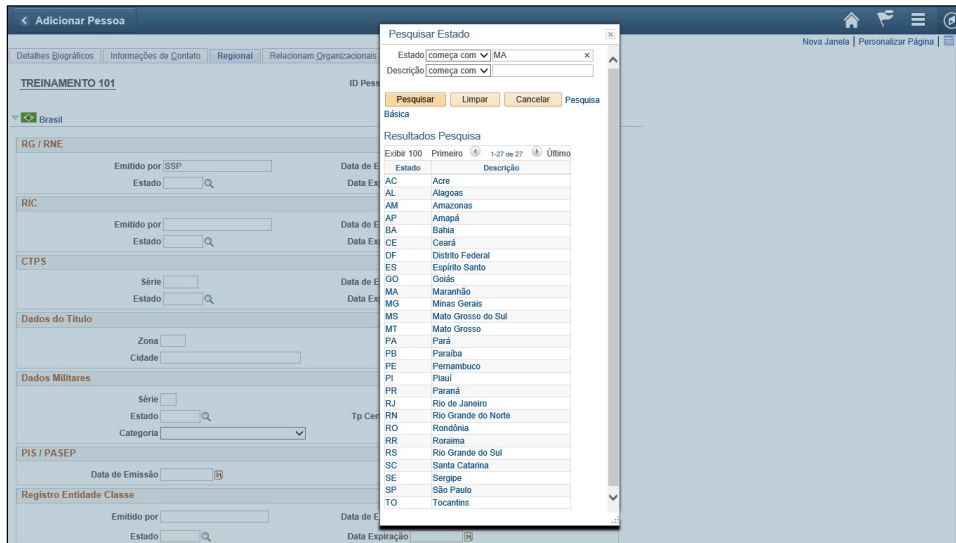 Adicionar Pessoa
Nova Janela | Personalizar Página |
Detalhes Biográficos Informações de Contato Regional Relacionam Organizacionais
TREINAMENTO 101 ID Pess
Brasil
RG / RNE
Emitido por SSP Data de E
Estado Data Ex
RIC
Emitido por Data de E
Estado Data Ex
CTPS
Série Data de E
Estado Data Ex
Dados do Título
Zona
Cidade
Dados Militares
Série
Estado Tp Cer
Categoria
PIS / PASEP
Data de Emissão
Registro Entidade Classe
Emitido por Data de E
Estado Data Expiração
Pesquisar Estado
Estado começa com MA
Descrição começa com
Pesquisar Limpar Cancelar Pesquisa
Básica
Resultados Pesquisa
Exibir 100 Primeiro 1-27 de 27 Último
Estado Descrição
AC Acre
AL Alagoas
AM Amazonas
AP Amapá
BA Bahia
CE Ceará
DF Distrito Federal
ES Espírito Santo
GO Goiás
MA Maranhão
MG Minas Gerais
MS Mato Grosso do Sul
MT Mato Grosso
PA Pará
PB Paraíba
PE Pernambuco
PI Piauí
PR Paraná
RJ Rio de Janeiro
RN Rio Grande do Norte
RO Rondônia
RR Roraima
RS Rio Grande do Sul
SC Santa Catarina
SE Sergipe
SP São Paulo
TO Tocantins